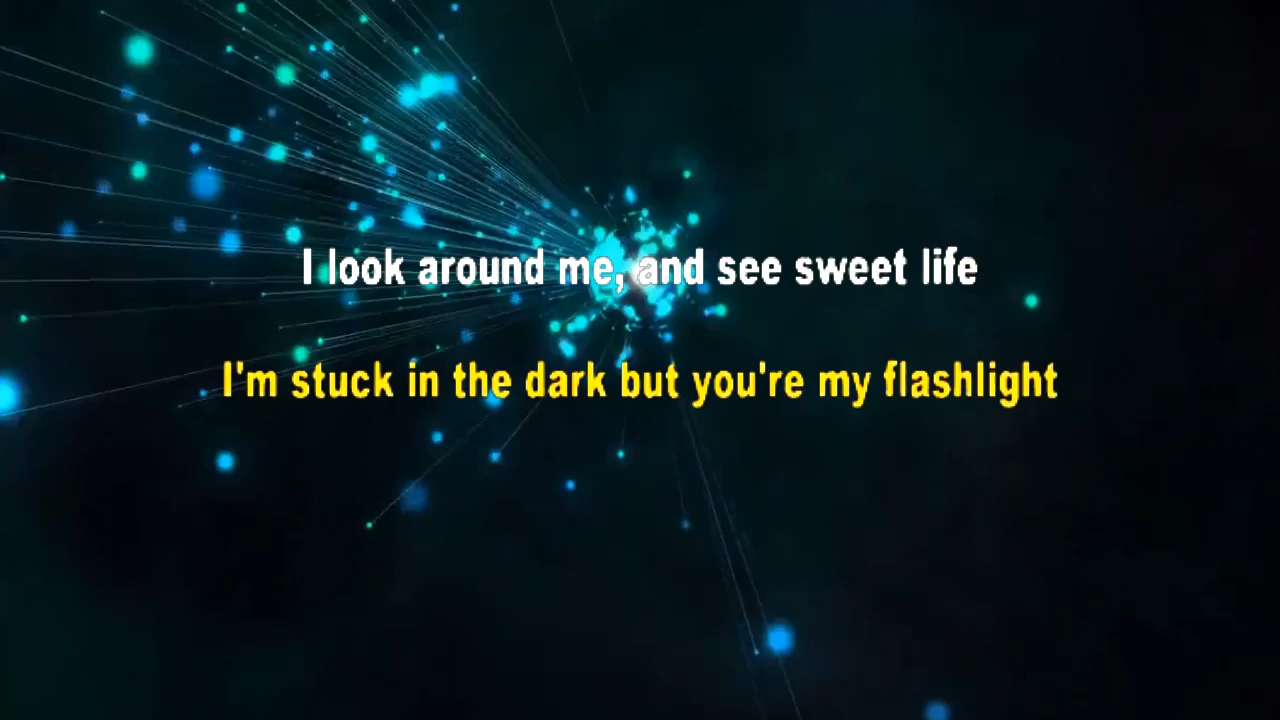 I look around me, and see sweet life
I'm stuck in the dark but you're my flashlight